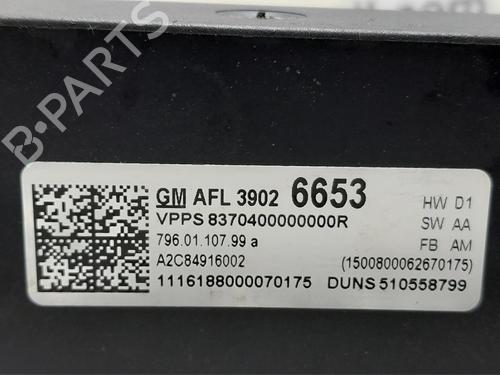 B-PARTS
GM AFL 3902 6653 HW D1
VPPS 8370400000000R SW AA
796.01.107.99 a FB AM
A2C84916002 (1500800062670175)
1116188000070175 DUNS 510558799